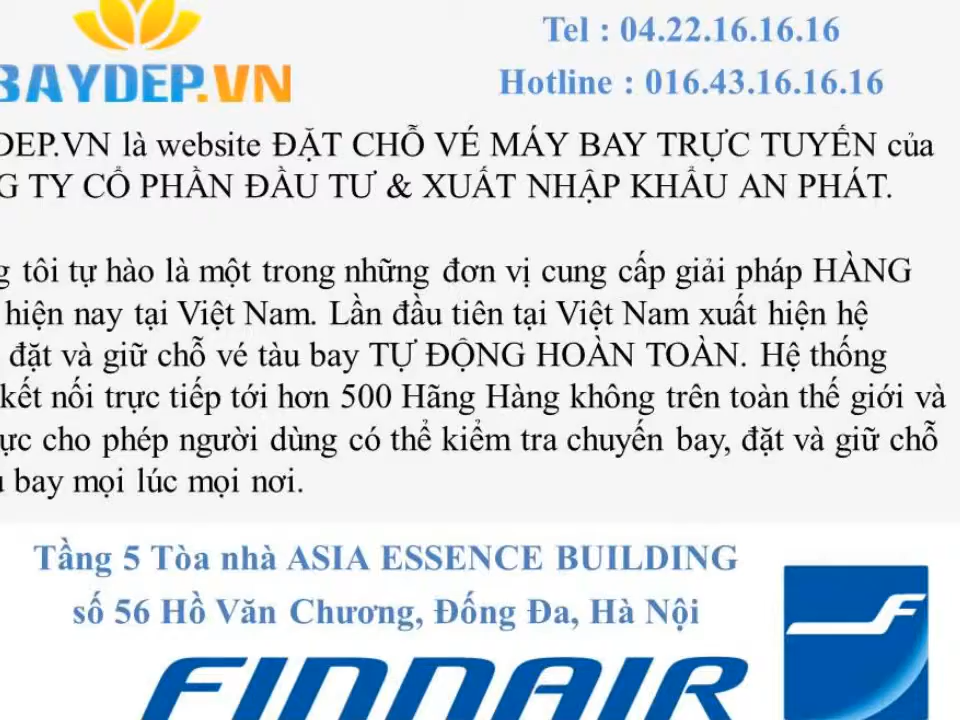 Tel : 04.22.16.16.16
BAYDEP.VN
Hotline : 016.43.16.16.16
DEP.VN là website ĐẶT CHỖ VÉ MÁY BAY TRỰC TUYẾN của
G TY CỔ PHẦN ĐẦU TƯ & XUẤT NHẬP KHẨU AN PHÁT.
g tôi tự hào là một trong những đơn vị cung cấp giải pháp HÀNG
hiện nay tại Việt Nam. Lần đầu tiên tại Việt Nam xuất hiện hệ
đặt và giữ chỗ vé tàu bay TỰ ĐỘNG HOÀN TOÀN. Hệ thống
kết nối trực tiếp tới hơn 500 Hãng Hàng không trên toàn thế giới và
ực cho phép người dùng có thể kiểm tra chuyến bay, đặt và giữ chỗ
u bay mọi lúc mọi nơi.
Tầng 5 Tòa nhà ASIA ESSENCE BUILDING
số 56 Hồ Văn Chương, Đống Đa, Hà Nội
FINNAIR